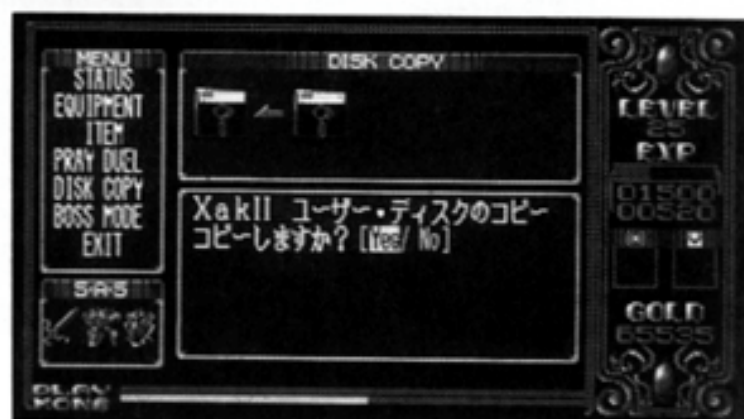 MENU
STATUS
EQUIPMENT
ITEM
PRAY DUEL
DISK COPY
BOSS MODE
EXIT
S·A·S
DISK COPY
XakII ユーザー・ディスクのコピー
コピーしますか？ [Yes/ No]
LEVEL
25
EXP
01500
00520
GOLD
65535